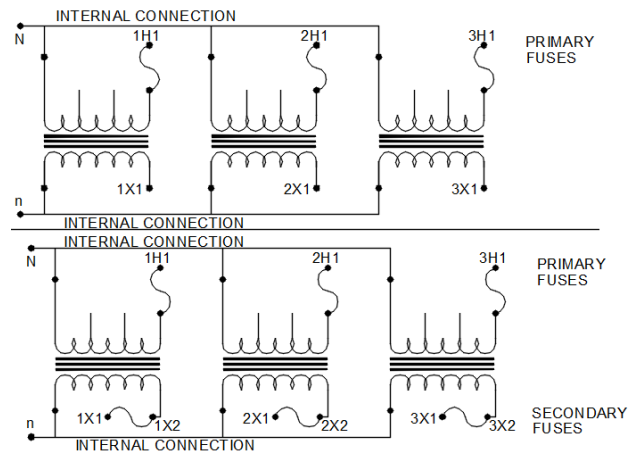 INTERNAL CONNECTION
N
1H1
2H1
3H1
PRIMARY
FUSES
1X1
2X1
3X1
n
INTERNAL CONNECTION
INTERNAL CONNECTION
N
1H1
2H1
3H1
PRIMARY
FUSES
1X1
1X2
2X1
2X2
3X1
3X2
SECONDARY
FUSES
n
INTERNAL CONNECTION